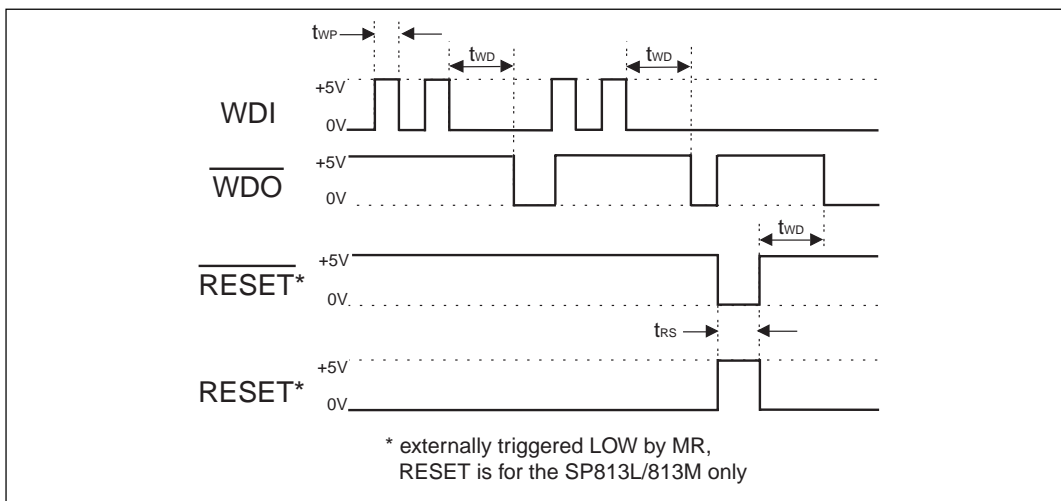 tWP
tWD
tWD
+5V
WDI
0V
+5V
WDO
0V
tWD
+5V
RESET*
0V
tRS
+5V
RESET*
0V
* externally triggered LOW by MR,
RESET is for the SP813L/813M only